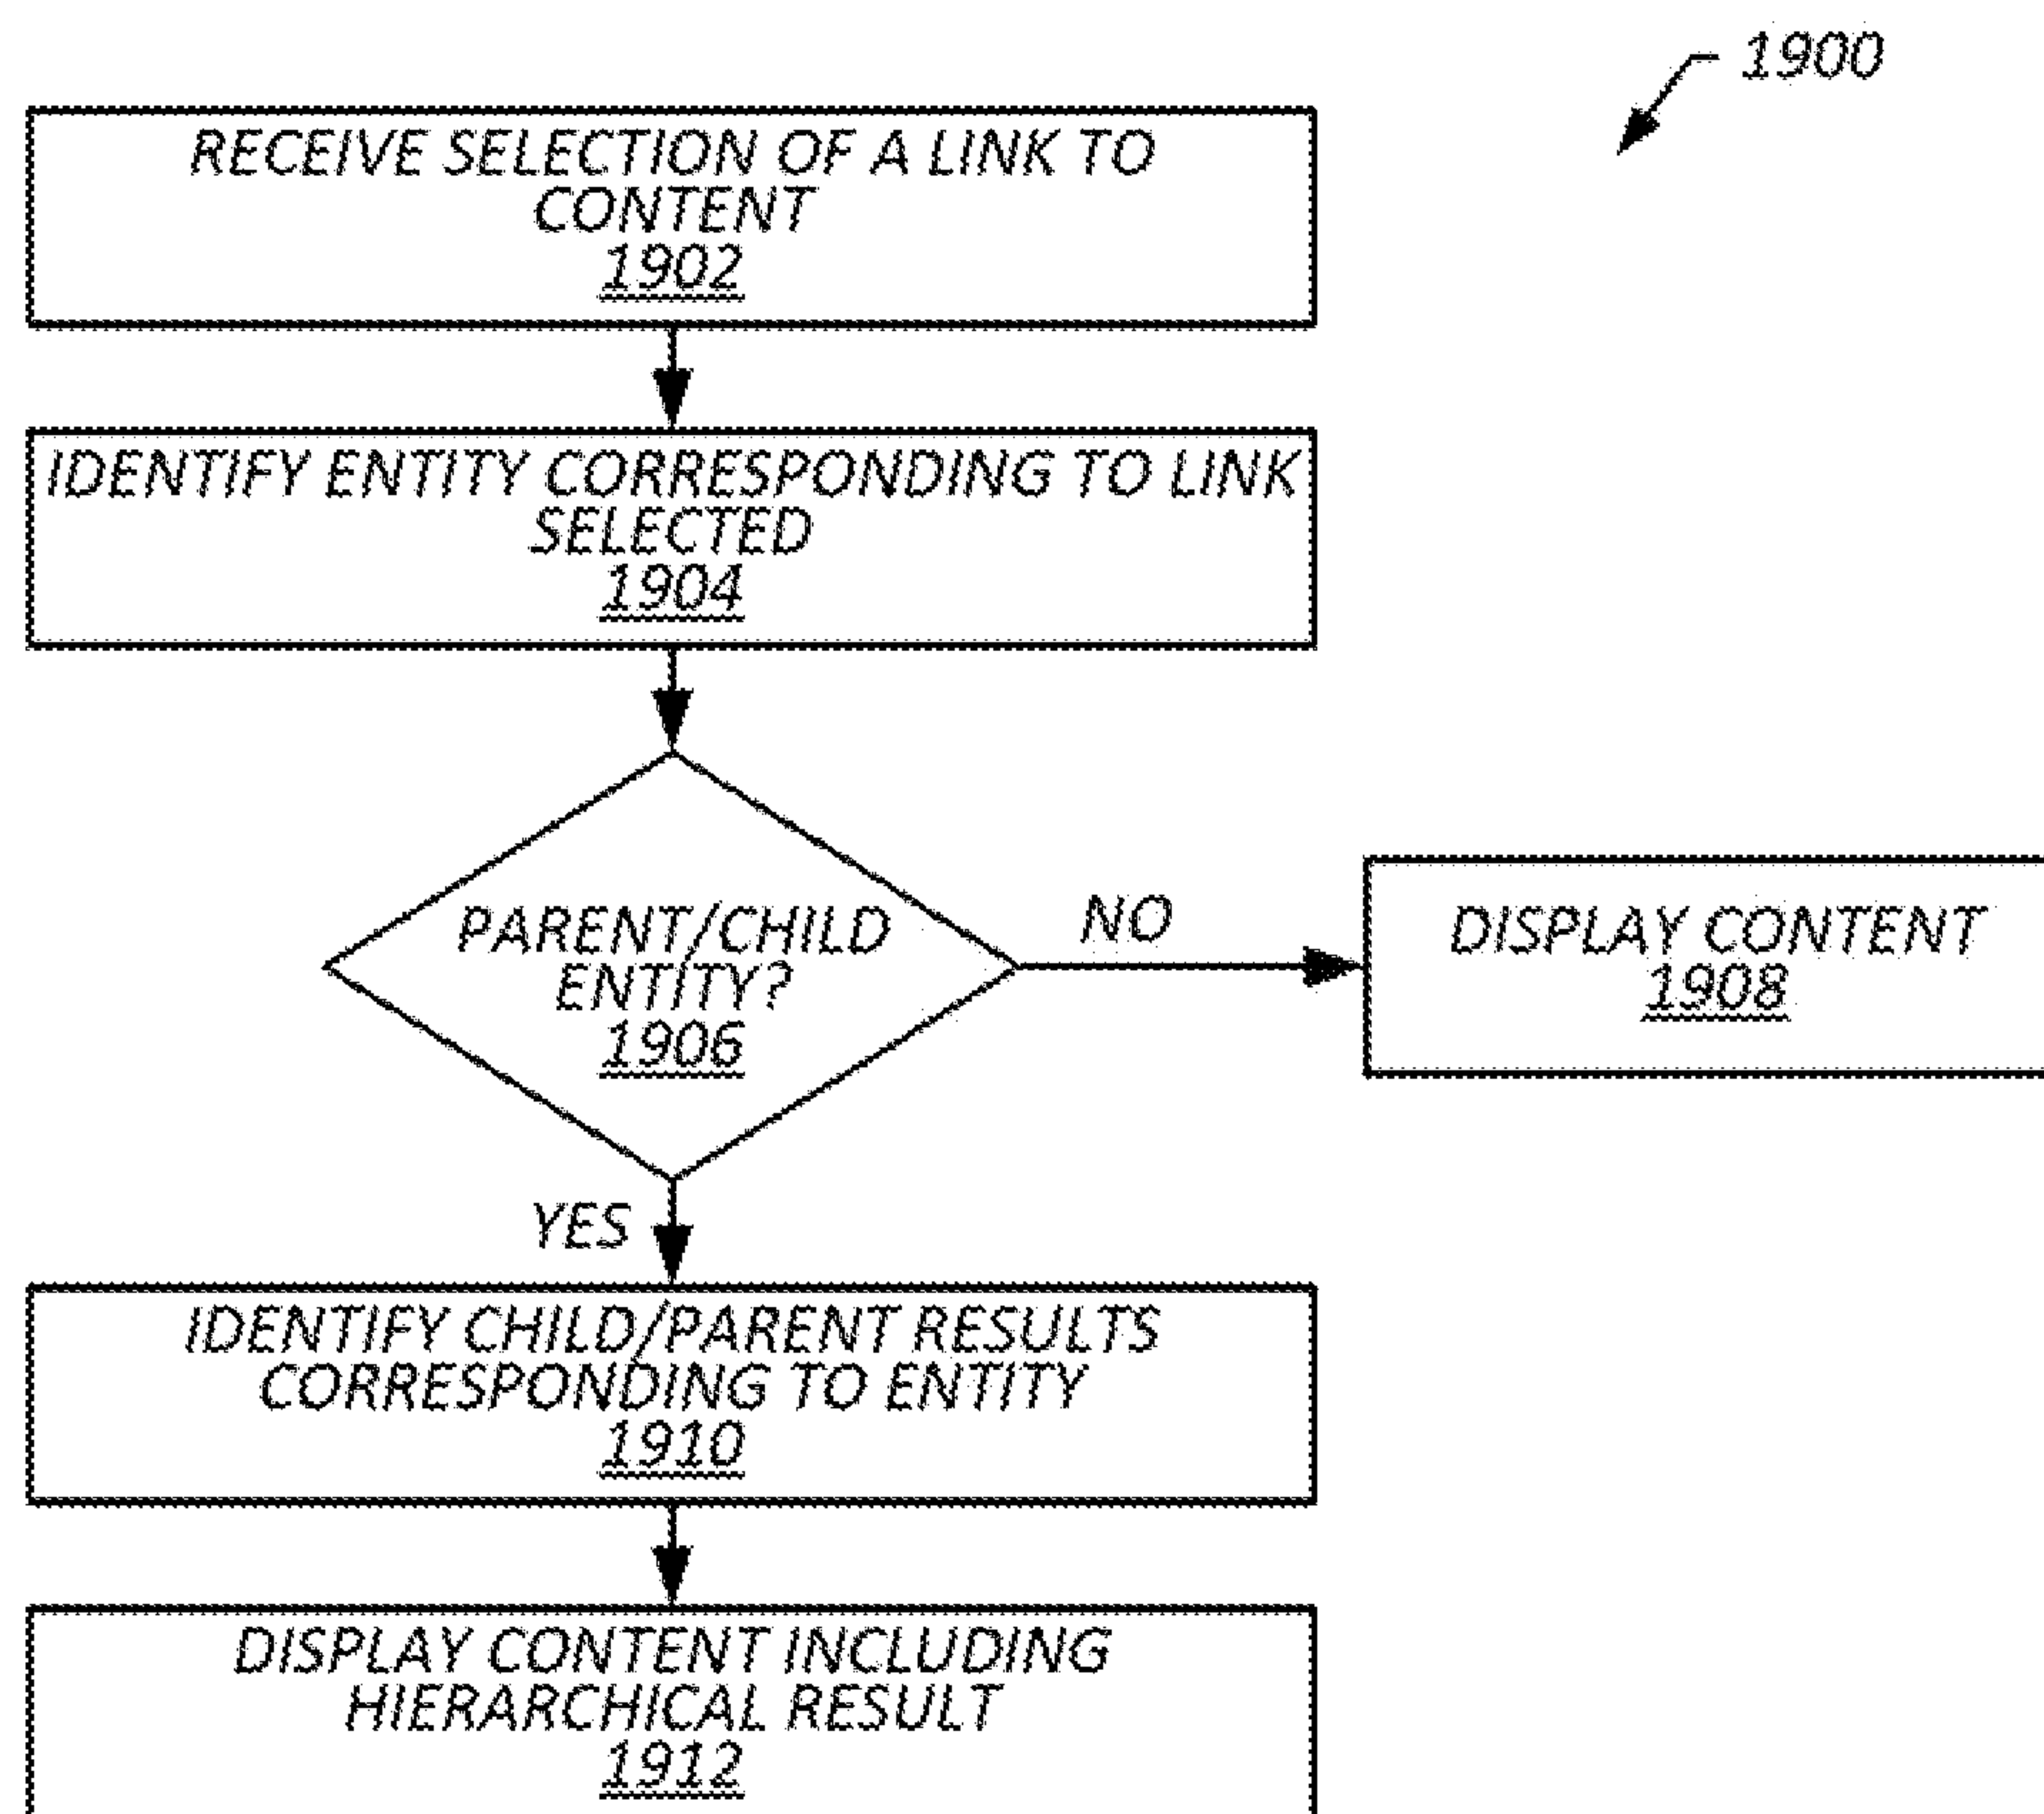 1900
RECEIVE SELECTION OF A LINK TO
CONTENT
1902
IDENTIFY ENTITY CORRESPONDING TO LINK
SELECTED
1904
PARENT/CHILD
ENTITY?
1906
NO
DISPLAY CONTENT
1908
YES
IDENTIFY CHILD/PARENT RESULTS
CORRESPONDING TO ENTITY
1910
DISPLAY CONTENT INCLUDING
HIERARCHICAL RESULT
1912